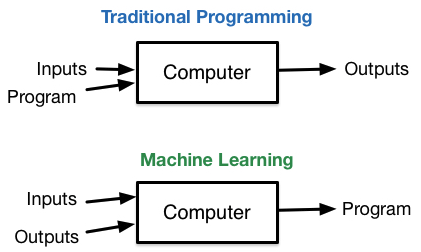 Traditional Programming
Inputs
Program
Computer
Outputs
Machine Learning
Inputs
Outputs
Computer
Program